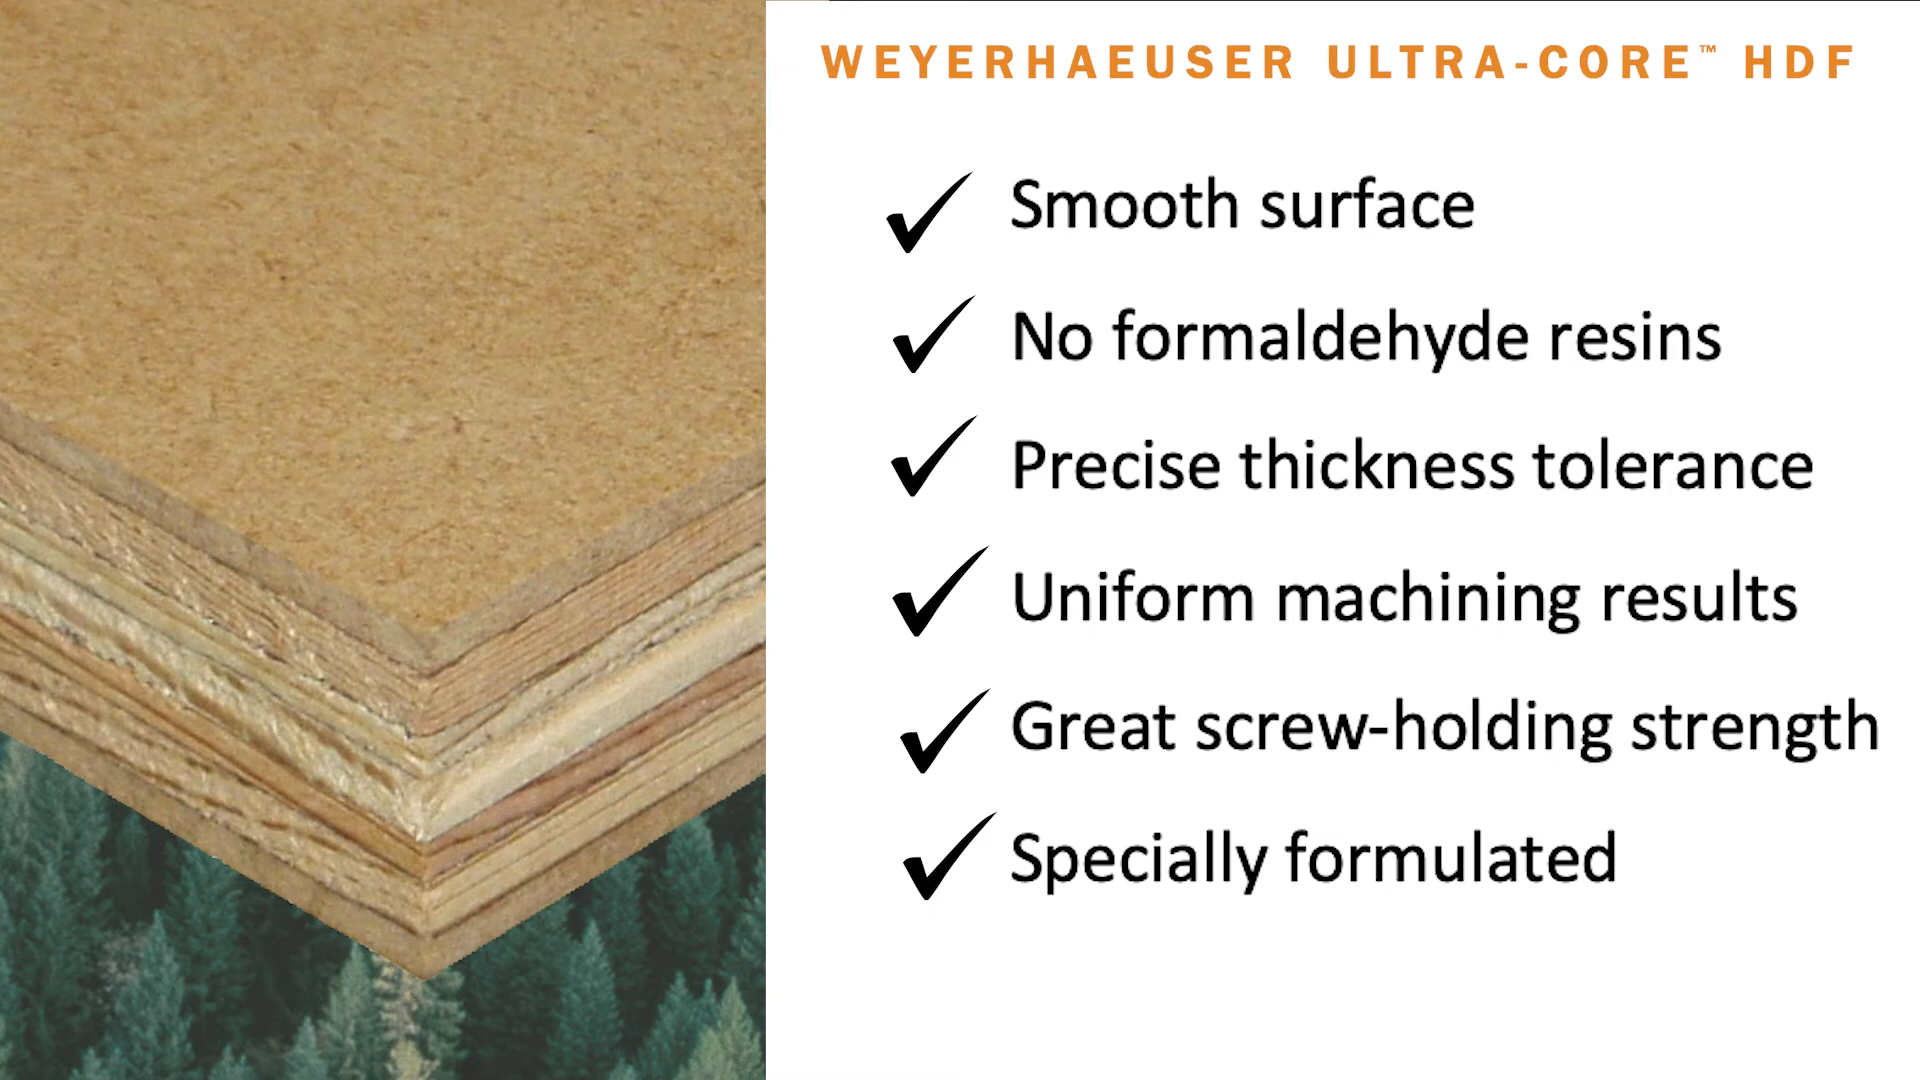 WEYERHAEUSER ULTRA-CORE™ HDF
Smooth surface
No formaldehyde resins
Precise thickness tolerance
Uniform machining results
Great screw-holding strength
Specially formulated